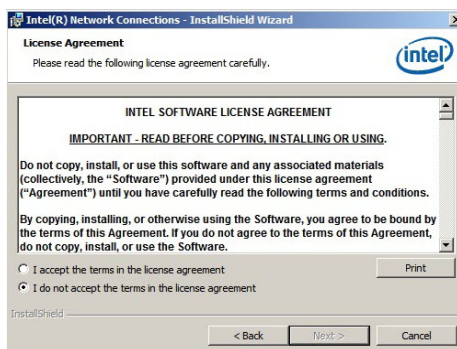 Intel(R) Network Connections - InstallShield Wizard
License Agreement
Please read the following license agreement carefully.
intel
INTEL SOFTWARE LICENSE AGREEMENT
IMPORTANT - READ BEFORE COPYING, INSTALLING OR USING.
Do not copy, install, or use this software and any associated materials
(collectively, the “Software”) provided under this license agreement
(“Agreement”) until you have carefully read the following terms and conditions.
By copying, installing, or otherwise using the Software, you agree to be bound by
the terms of this Agreement. If you do not agree to the terms of this Agreement,
do not copy, install, or use the Software.
I accept the terms in the license agreement
Print
I do not accept the terms in the license agreement
InstallShield
< Back
Next >
Cancel